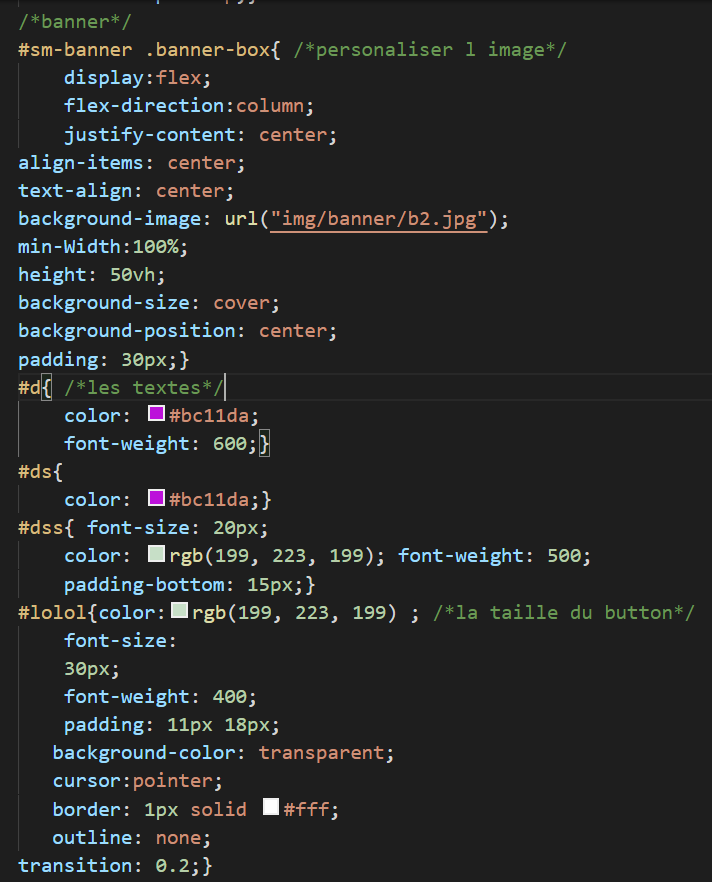 /*banner*/
#sm-banner .banner-box{ /*personaliser l image*/
display:flex;
flex-direction:column;
justify-content: center;
align-items: center;
text-align: center;
background-image: url("img/banner/b2.jpg");
min-Width:100%;
height: 50vh;
background-size: cover;
background-position: center;
padding: 30px;}
#d{ /*les textes*/
color: #bc11da;
font-weight: 600;}
#ds{
color: #bc11da;}
#dss{ font-size: 20px;
color: rgb(199, 223, 199); font-weight: 500;
padding-bottom: 15px;}
#lolol{color:rgb(199, 223, 199) ; /*la taille du button*/
font-size:
30px;
font-weight: 400;
padding: 11px 18px;
background-color: transparent;
cursor:pointer;
border: 1px solid #fff;
outline: none;
transition: 0.2;}